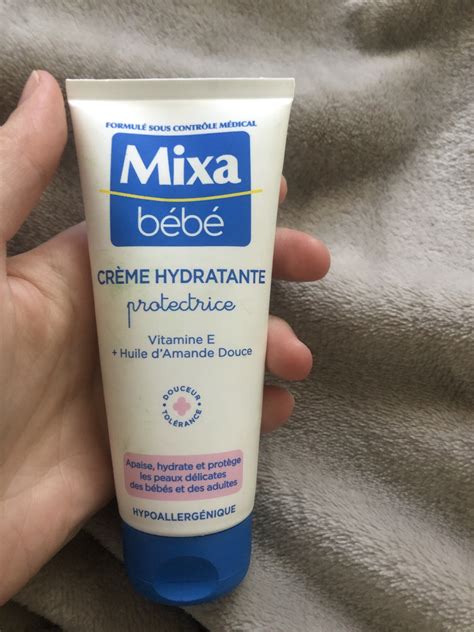 FORMULÉ SOUS CONTRÔLE MÉDICAL
Mixa
bébé
CRÈME HYDRATANTE
protectrice
Vitamine E
+ Huile d'Amande Douce
DOUCEUR
TOLÉRANCE
Apaise, hydrate et protège
les peaux délicates
des bébés et des adultes
HYPOALLERGÉNIQUE